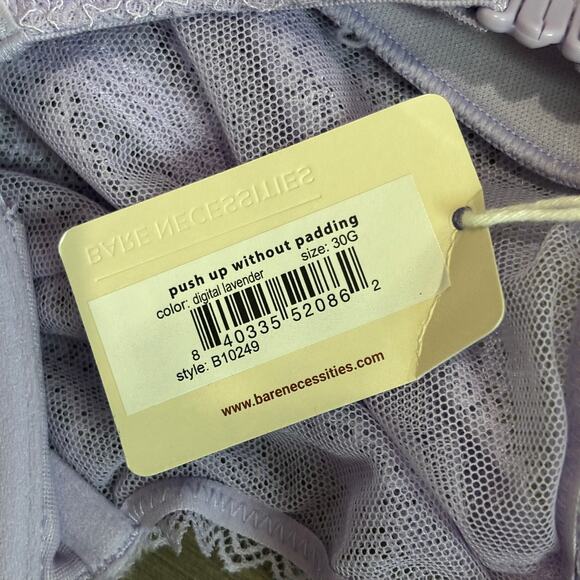 BARE NECESSITIES
push up without padding
color: digital lavender size: 30G
8 40335 52086 2
style: B10249
www.barenecessities.com